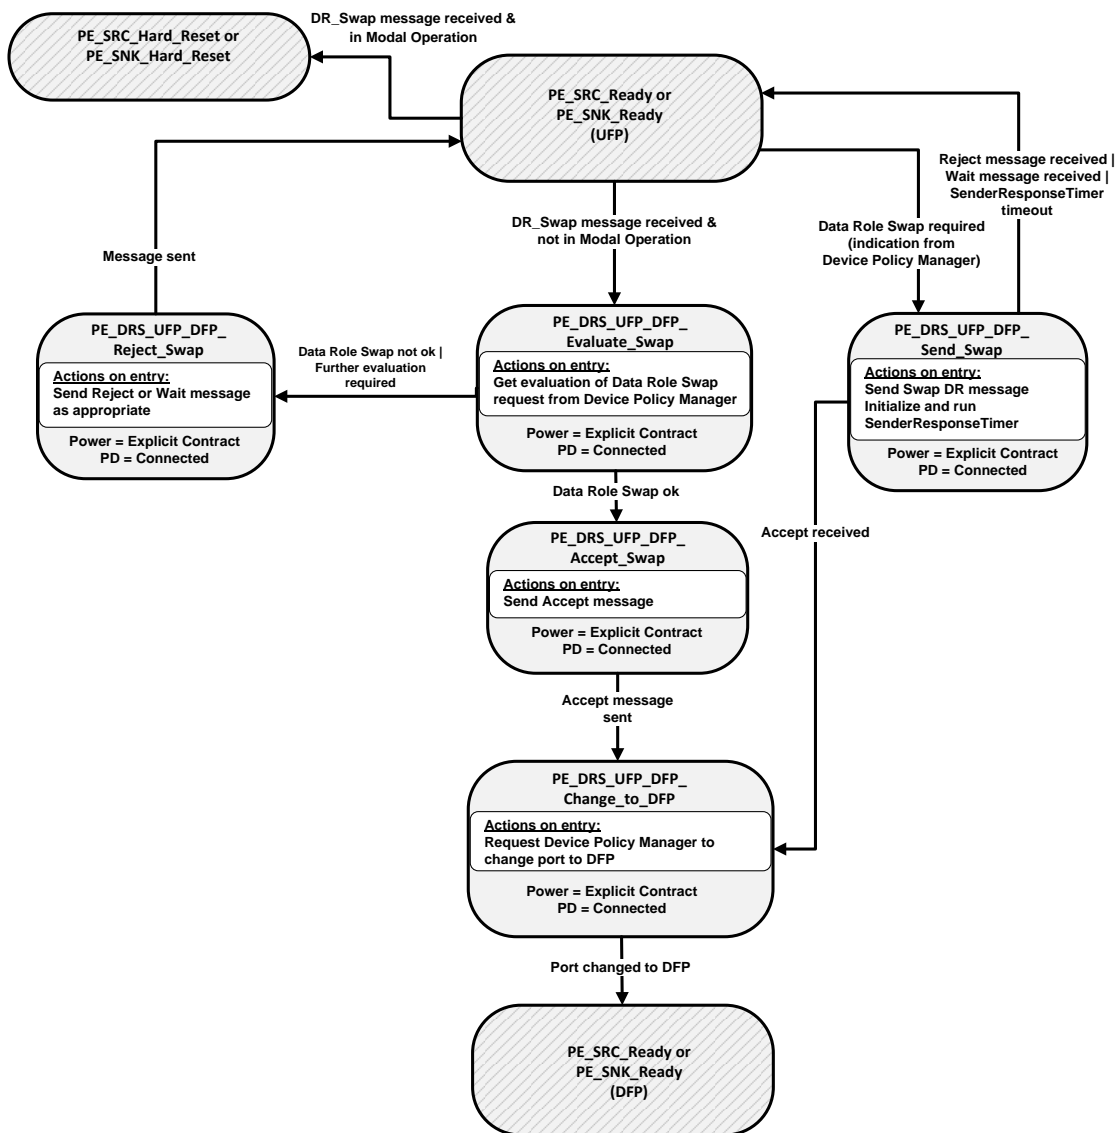 DR_Swap message received &
in Modal Operation
PE_SRC_Hard_Reset or
PE_SNK_Hard_Reset
PE_SRC_Ready or
PE_SNK_Ready
(UFP)
Reject message received |
Wait message received |
SenderResponseTimer
timeout
DR_Swap message received &
not in Modal Operation
Data Role Swap required
(indication from
Device Policy Manager)
Message sent
PE_DRS_UFP_DFP_
Reject_Swap
Actions on entry:
Send Reject or Wait message
as appropriate
Power = Explicit Contract
PD = Connected
Data Role Swap not ok |
Further evaluation
required
PE_DRS_UFP_DFP_
Evaluate_Swap
Actions on entry:
Get evaluation of Data Role Swap
request from Device Policy Manager
Power = Explicit Contract
PD = Connected
PE_DRS_UFP_DFP_
Send_Swap
Actions on entry:
Send Swap DR message
Initialize and run
SenderResponseTimer
Power = Explicit Contract
PD = Connected
Data Role Swap ok
Accept received
PE_DRS_UFP_DFP_
Accept_Swap
Actions on entry:
Send Accept message
Power = Explicit Contract
PD = Connected
Accept message
sent
PE_DRS_UFP_DFP_
Change_to_DFP
Actions on entry:
Request Device Policy Manager to
change port to DFP
Power = Explicit Contract
PD = Connected
Port changed to DFP
PE_SRC_Ready or
PE_SNK_Ready
(DFP)